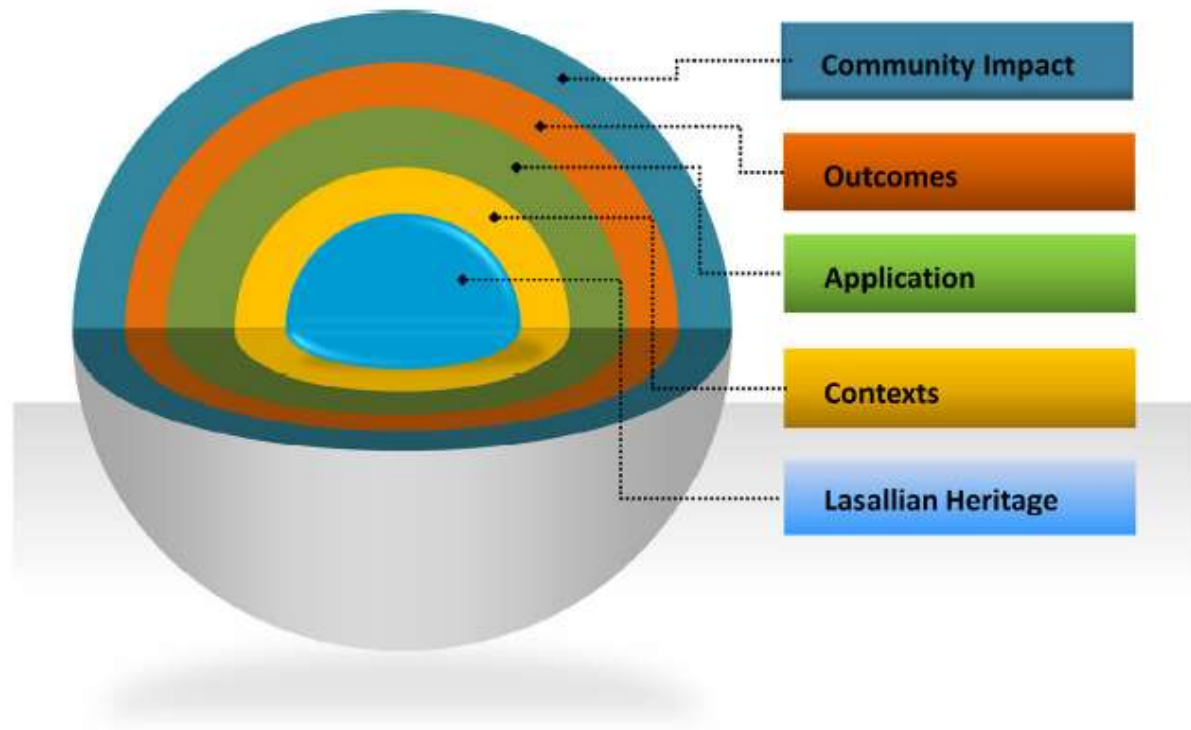 Community Impact
Outcomes
Application
Contexts
Lasallian Heritage